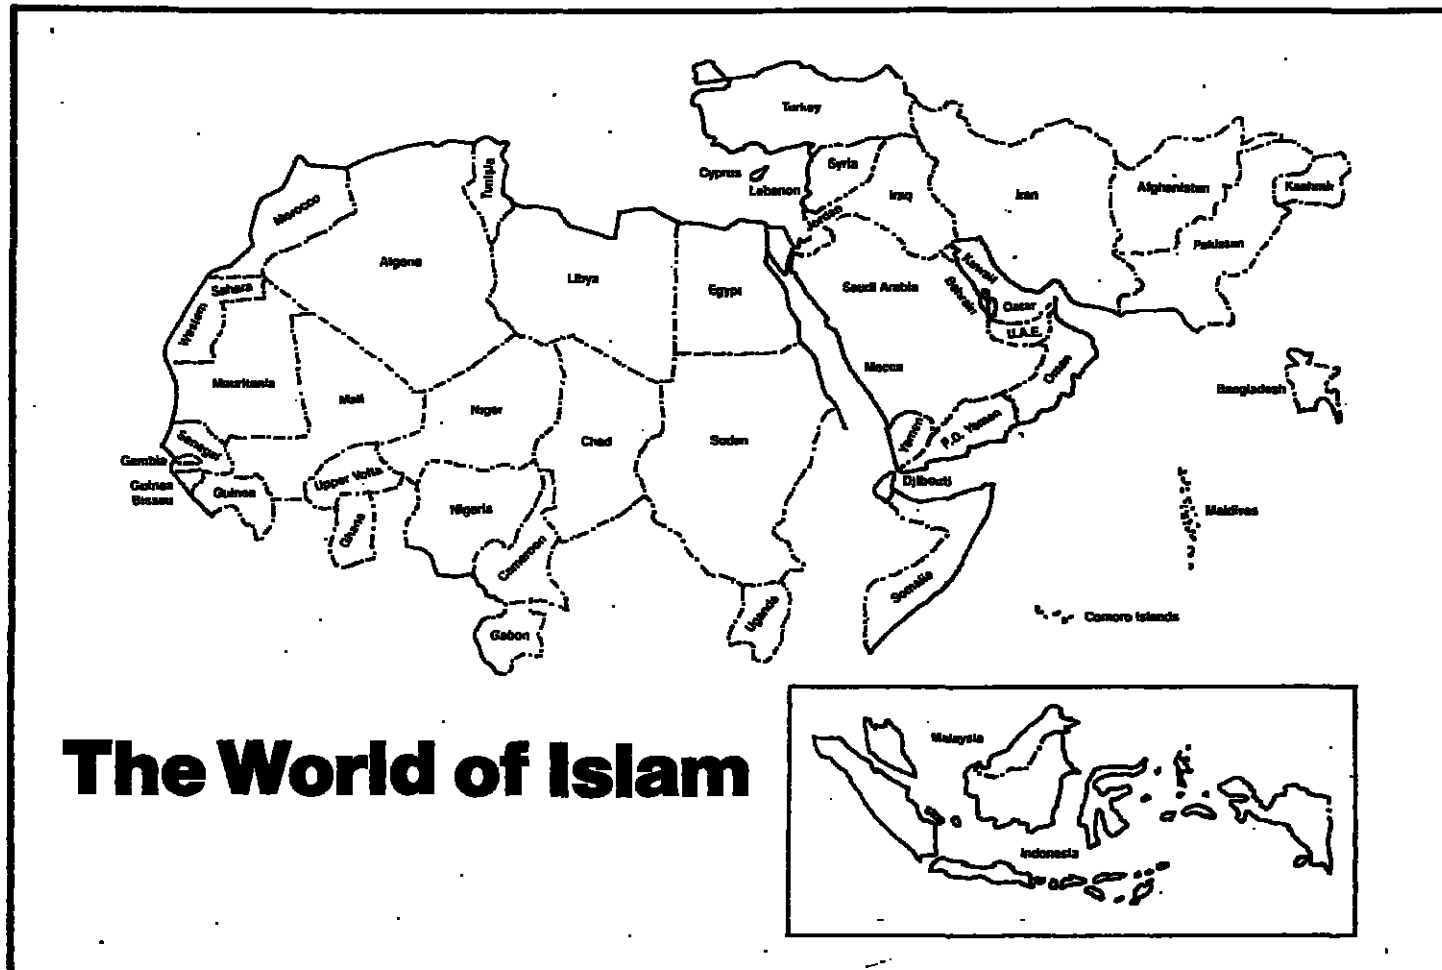 Turkey
Cyprus
Syria
Lebanon
Iraq
Iran
Afghanistan
Kashmir
Pakistan
Jordan
Tunisia
Morocco
Algeria
Libya
Egypt
Saudi Arabia
Kuwait
Bahrain
Qatar
U.A.E.
Oman
Mecca
Western
Sahara
Mauritania
Mali
Niger
Chad
Sudan
Yemen
P.D. Yemen
Bangladesh
Senegal
Gambia
Guinea
Bissau
Guinea
Upper Volta
Ghana
Nigeria
Cameroon
Djibouti
Somalia
Maldives
Gabon
Uganda
Comoro Islands
The World of Islam
Malaysia
Indonesia